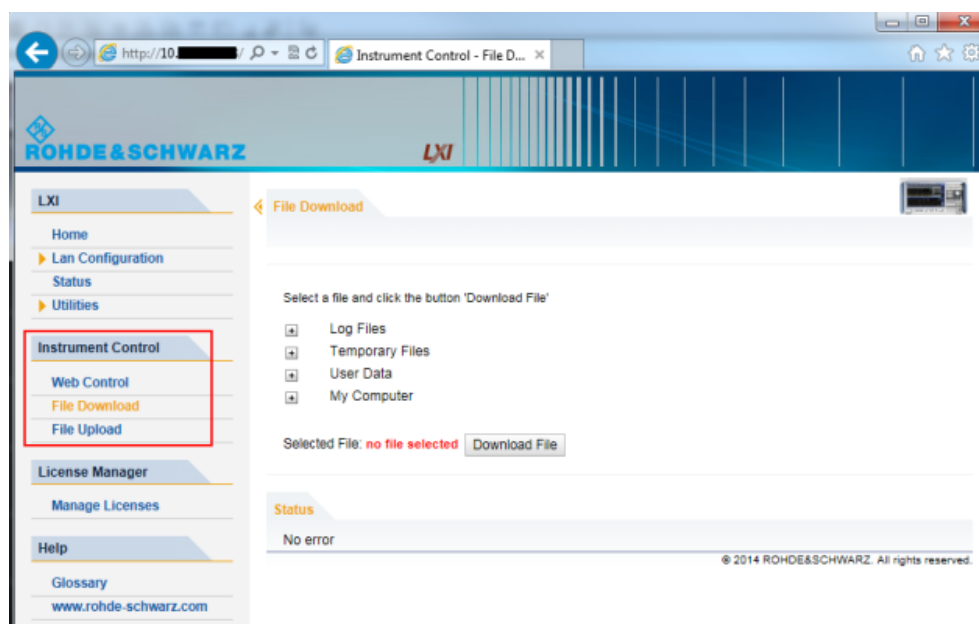 http://10.
Instrument Control - File D...
ROHDE&SCHWARZ
LXI
LXI
Home
Lan Configuration
Status
Utilities
Instrument Control
Web Control
File Download
File Upload
License Manager
Manage Licenses
Help
Glossary
www.rohde-schwarz.com
File Download
Select a file and click the button 'Download File'
Log Files
Temporary Files
User Data
My Computer
Selected File: no file selected Download File
Status
No error
© 2014 ROHDE&SCHWARZ. All rights reserved.